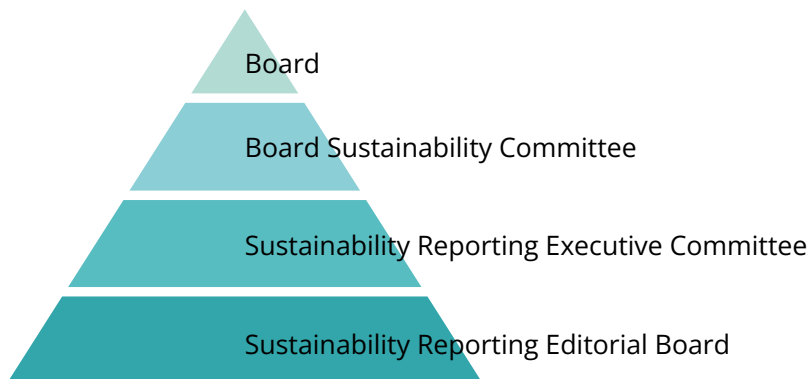 Board
Board Sustainability Committee
Sustainability Reporting Executive Committee
Sustainability Reporting Editorial Board